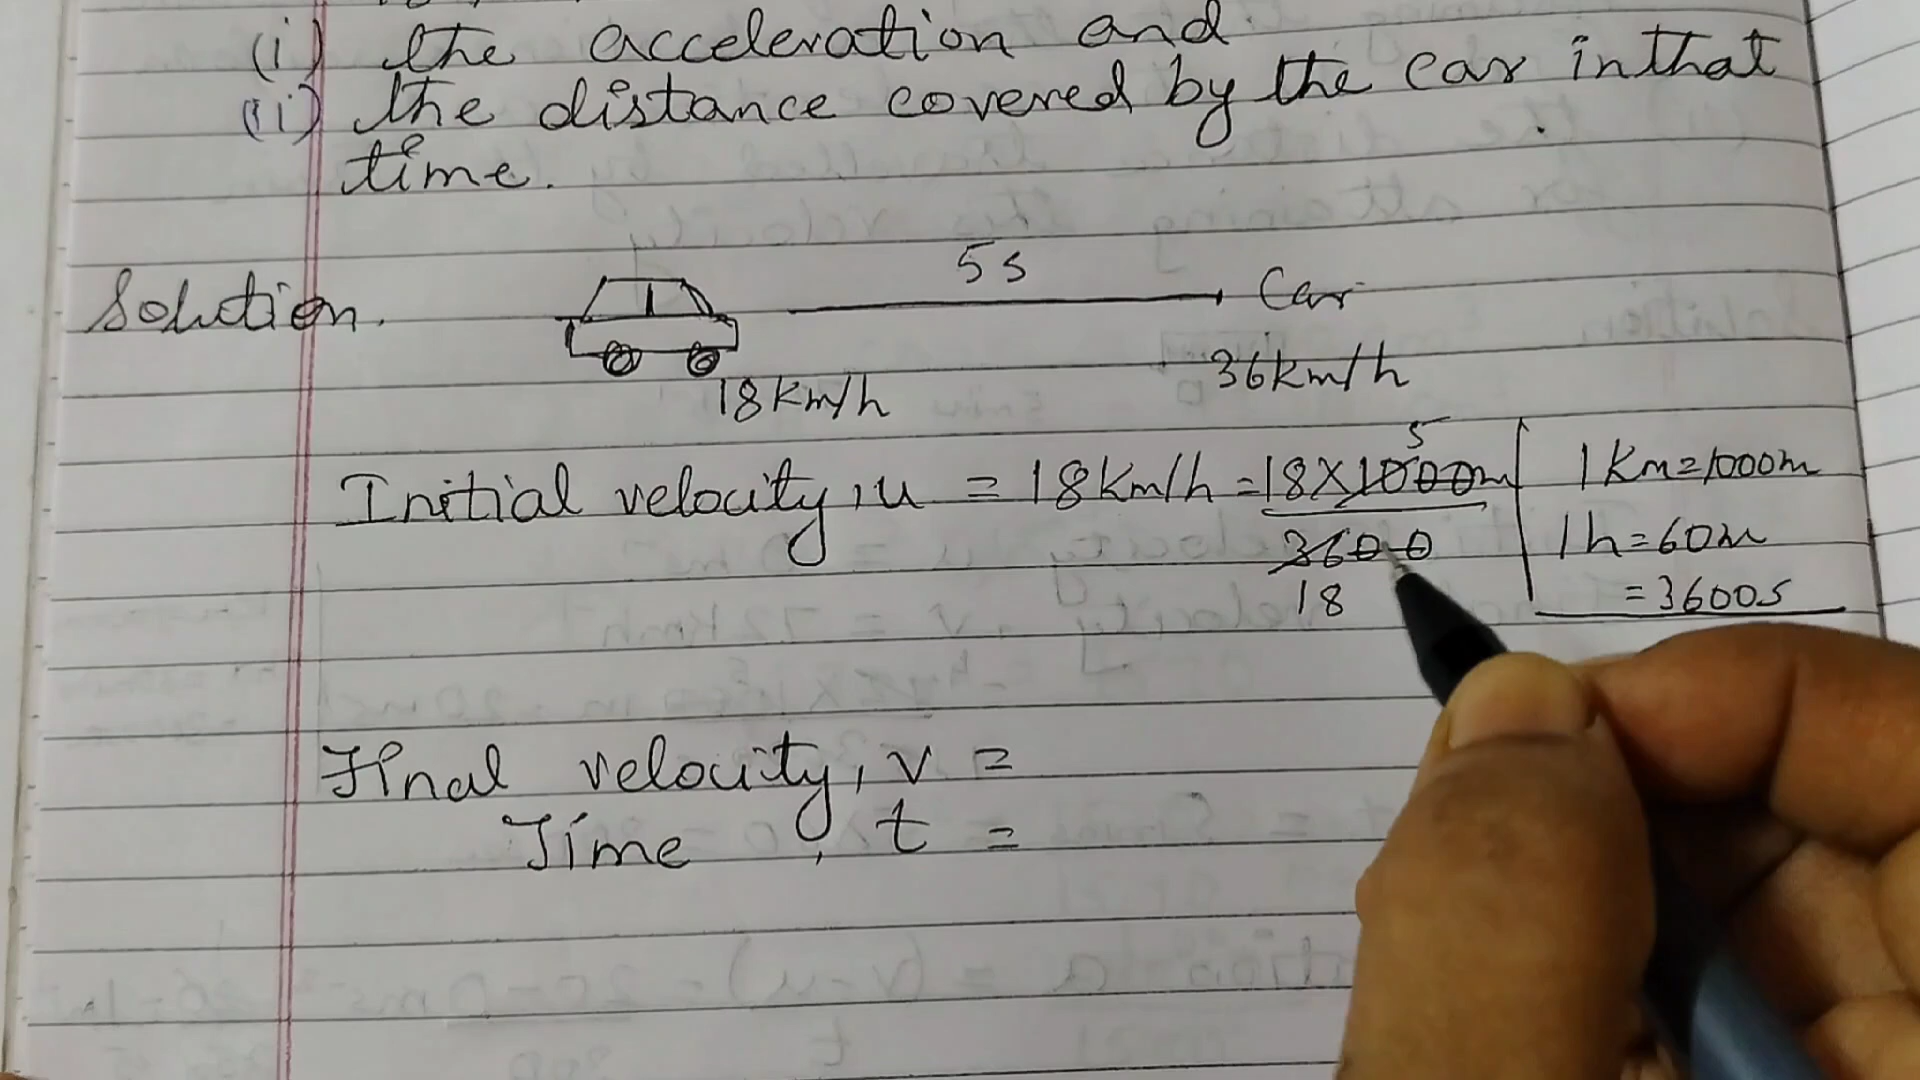 (i) the acceleration and
(ii) the distance covered by the car in that
time.
Solution.
5s
Car
18km/h
36km/h
Initial velocity, u = 18km/h = 18×1000m
5
3600
18
1km=1000m
1h=60m
=3600s
Final velocity, v =
Time , t =